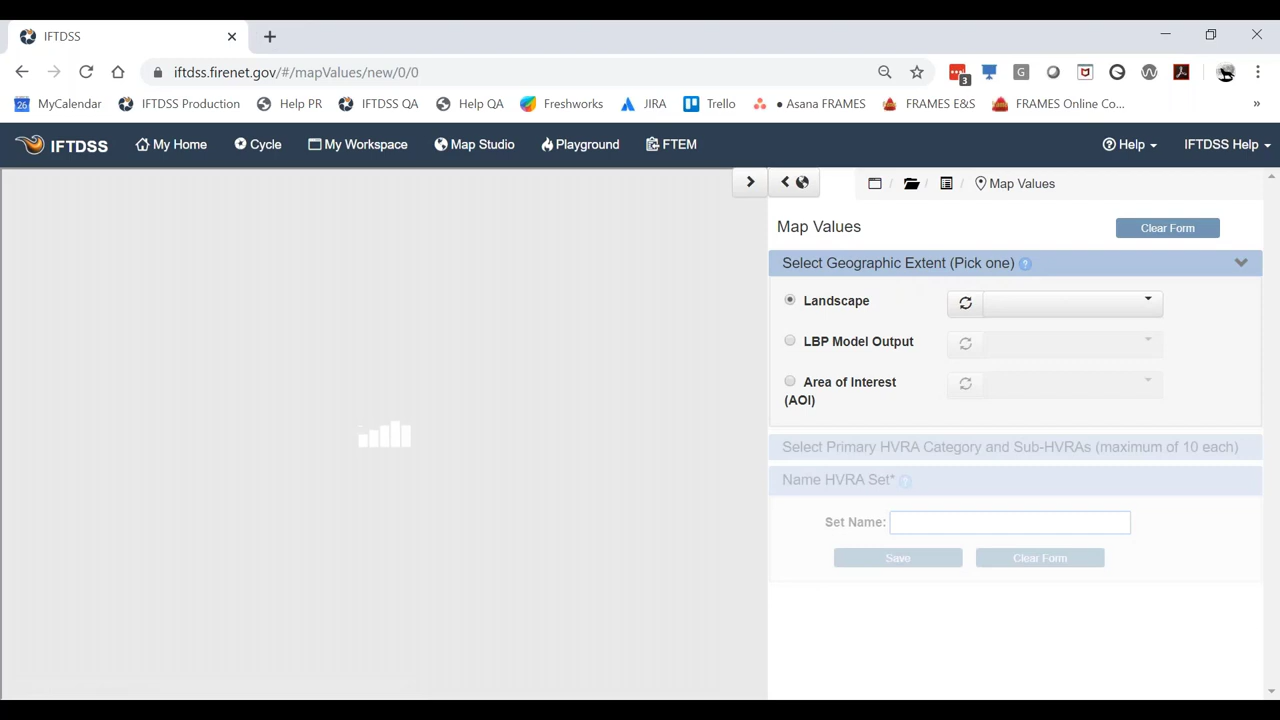 IFTDSS
iftdss.firenet.gov/#/mapValues/new/0/0
3
26 MyCalendar IFTDSS Production Help PR IFTDSS QA Help QA Freshworks JIRA Trello ● Asana FRAMES FRAMES E&S FRAMES Online Co... »
IFTDSS My Home Cycle My Workspace Map Studio Playground FTEM Help IFTDSS Help
/ / / Map Values
Map Values Clear Form
Select Geographic Extent (Pick one) ?
Landscape
LBP Model Output
Area of Interest
(AOI)
Select Primary HVRA Category and Sub-HVRAs (maximum of 10 each)
Name HVRA Set* ?
Set Name:
Save Clear Form